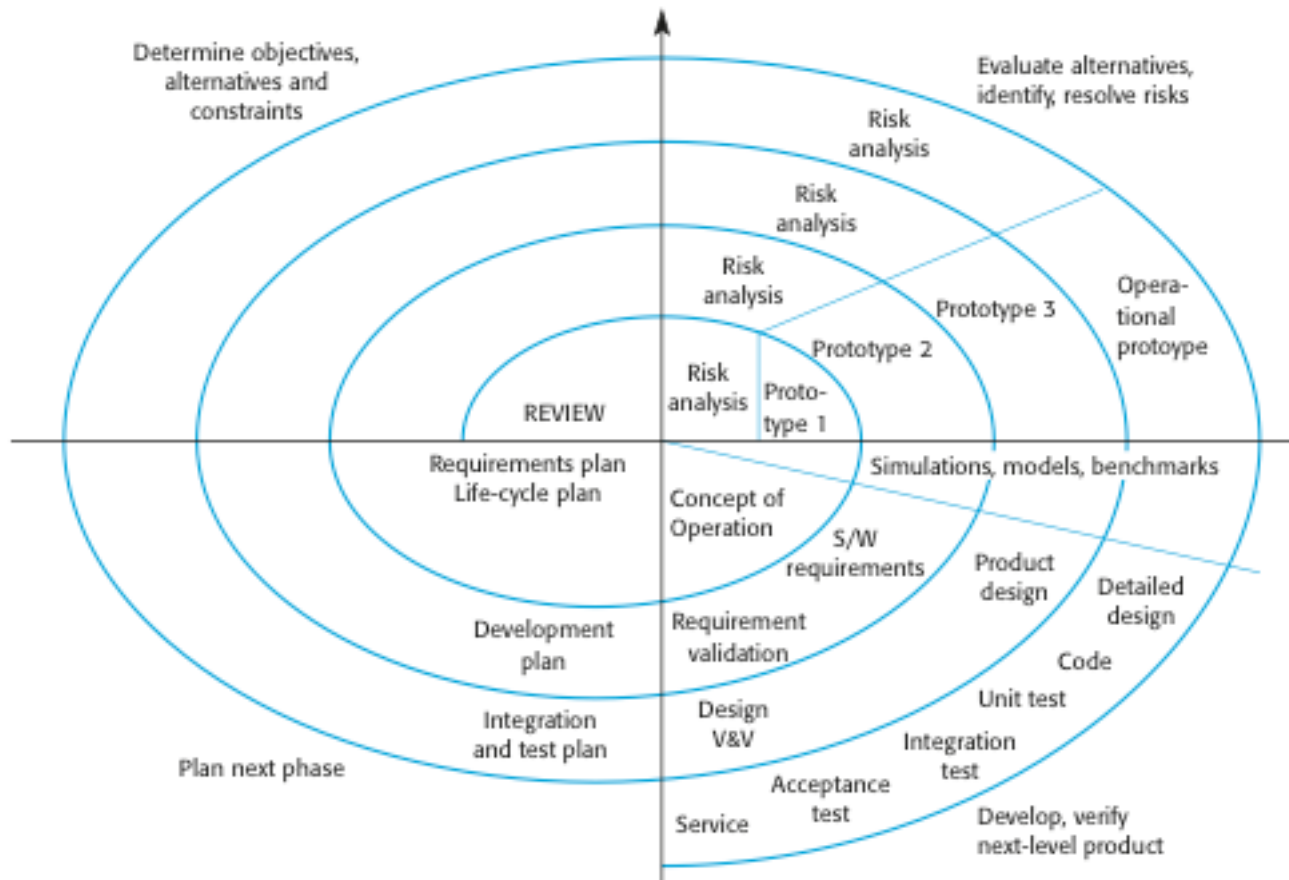 Determine objectives,
alternatives and
constraints
Evaluate alternatives,
identify, resolve risks
Risk
analysis
Risk
analysis
Risk
analysis
Risk
analysis
Proto-
type 1
Prototype 2
Prototype 3
Opera-
tional
protoype
REVIEW
Requirements plan
Life-cycle plan
Simulations, models, benchmarks
Concept of
Operation
S/W
requirements
Product
design
Detailed
design
Development
plan
Requirement
validation
Code
Unit test
Integration
and test plan
Design
V&V
Integration
test
Plan next phase
Acceptance
test
Service
Develop, verify
next-level product